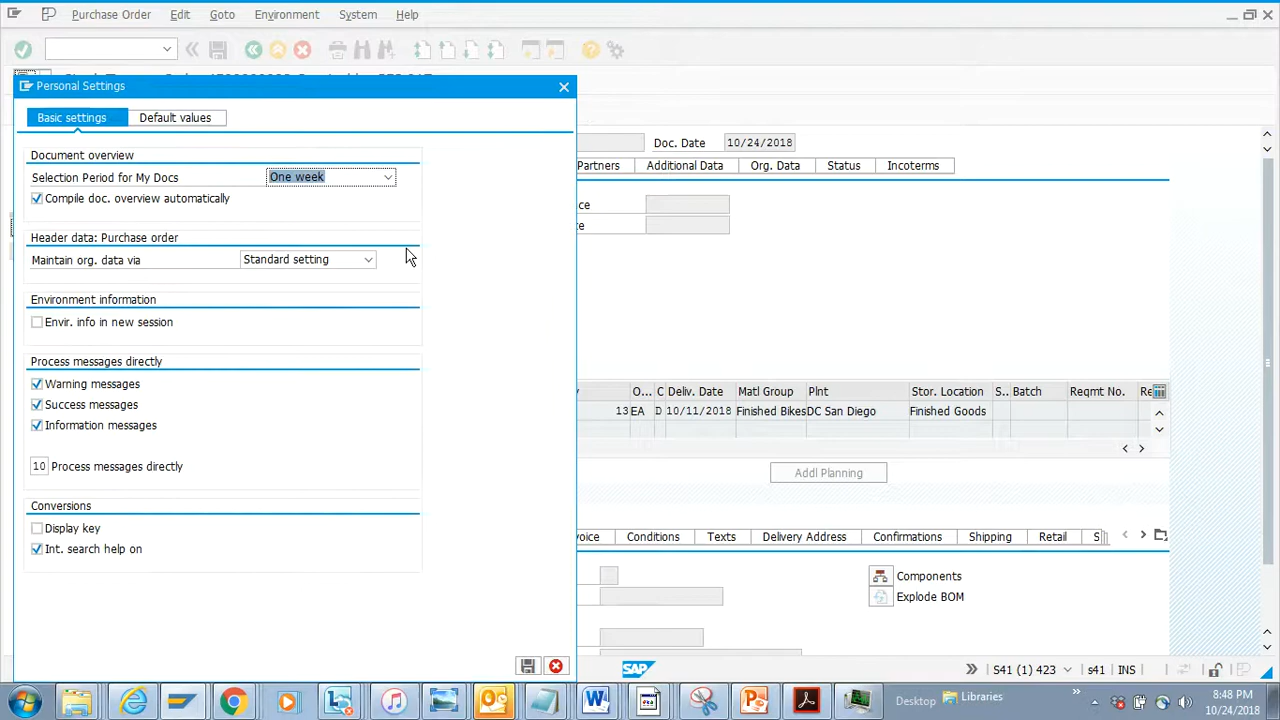 Purchase Order Edit Goto Environment System Help
Personal Settings
Basic settings Default values
Document overview
Selection Period for My Docs One week
Compile doc. overview automatically
Header data: Purchase order
Maintain org. data via Standard setting
Environment information
Envir. info in new session
Process messages directly
Warning messages
Success messages
Information messages
10 Process messages directly
Conversions
Display key
Int. search help on
Doc. Date 10/24/2018
Partners Additional Data Org. Data Status Incoterms
O... C Deliv. Date Matl Group Plnt Stor. Location S.. Batch Reqmt No.
13 EA D 10/11/2018 Finished Bikes DC San Diego Finished Goods
Addl Planning
Conditions Texts Delivery Address Confirmations Shipping Retail
Components
Explode BOM
SAP S41 (1) 423 s41 INS
Desktop Libraries
8:48 PM
10/24/2018